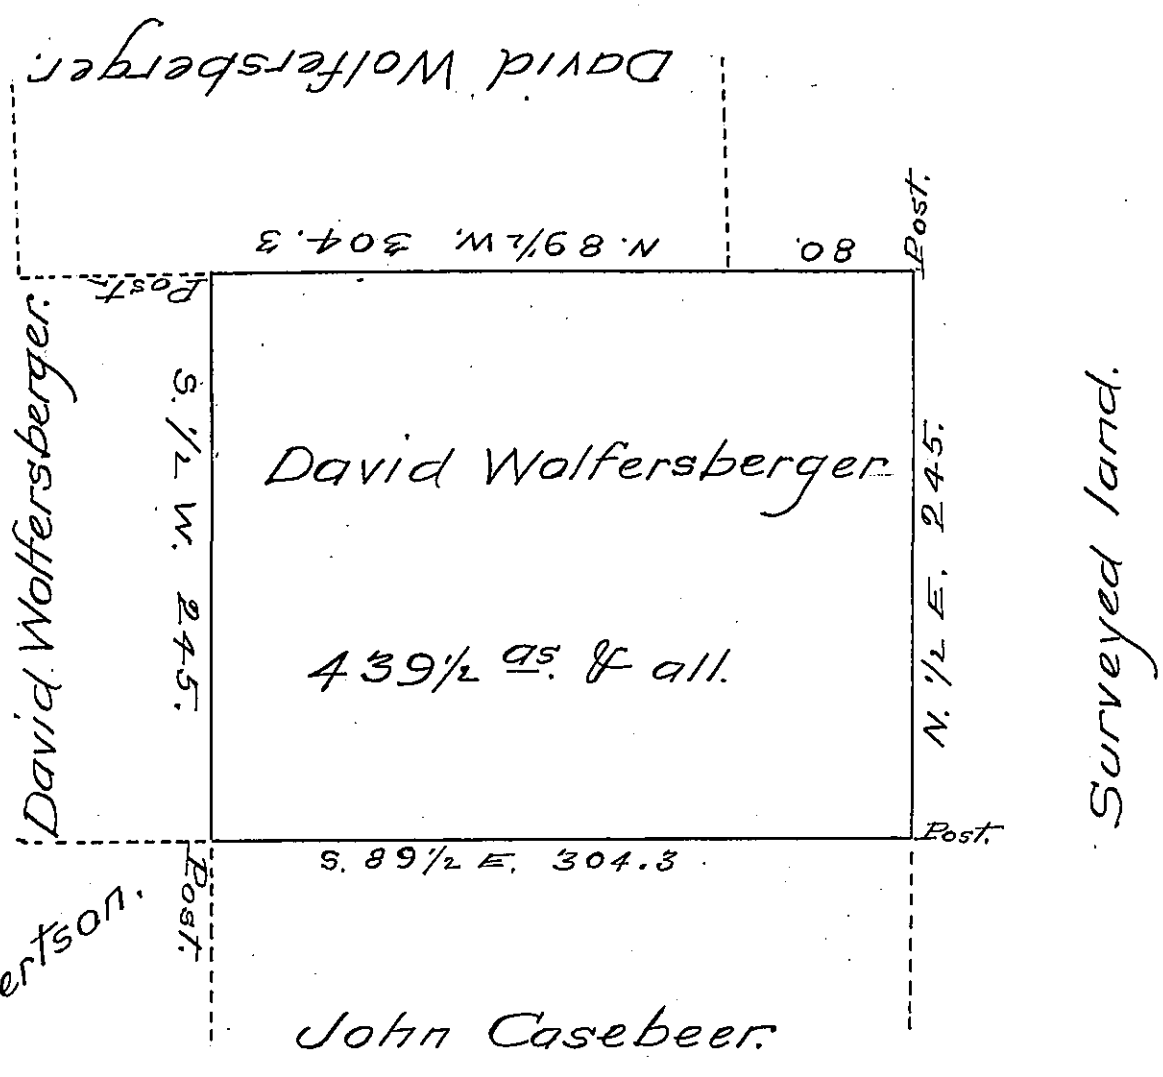 David Wolfersberger.
N. 89½ W. 304.3
80.
Post.
Post.
David Wolfersberger.
S. ½ W. 245.
David Wolfersberger
439½ as. & all.
N. ½ E. 245.
Surveyed land.
Post.
S. 89½ E. 304.3
Post.
ertson.
John Casebeer.